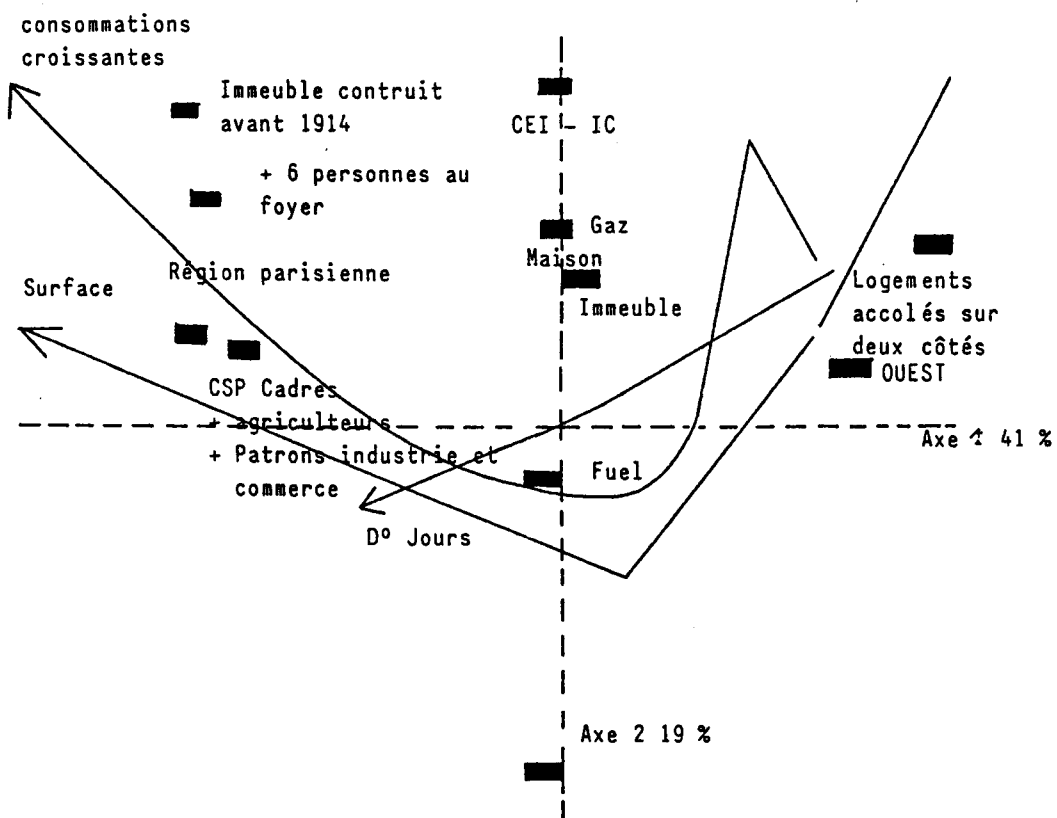 consommations
croissantes
Immeuble contruit
avant 1914
CEI - IC
+ 6 personnes au
foyer
Gaz
Maison
Région parisienne
Surface
Immeuble
Logements
accolés sur
deux côtés
OUEST
CSP Cadres
+ agriculteurs
+ Patrons industrie et
commerce
Axe 1 41 %
Fuel
Dº Jours
Axe 2 19 %